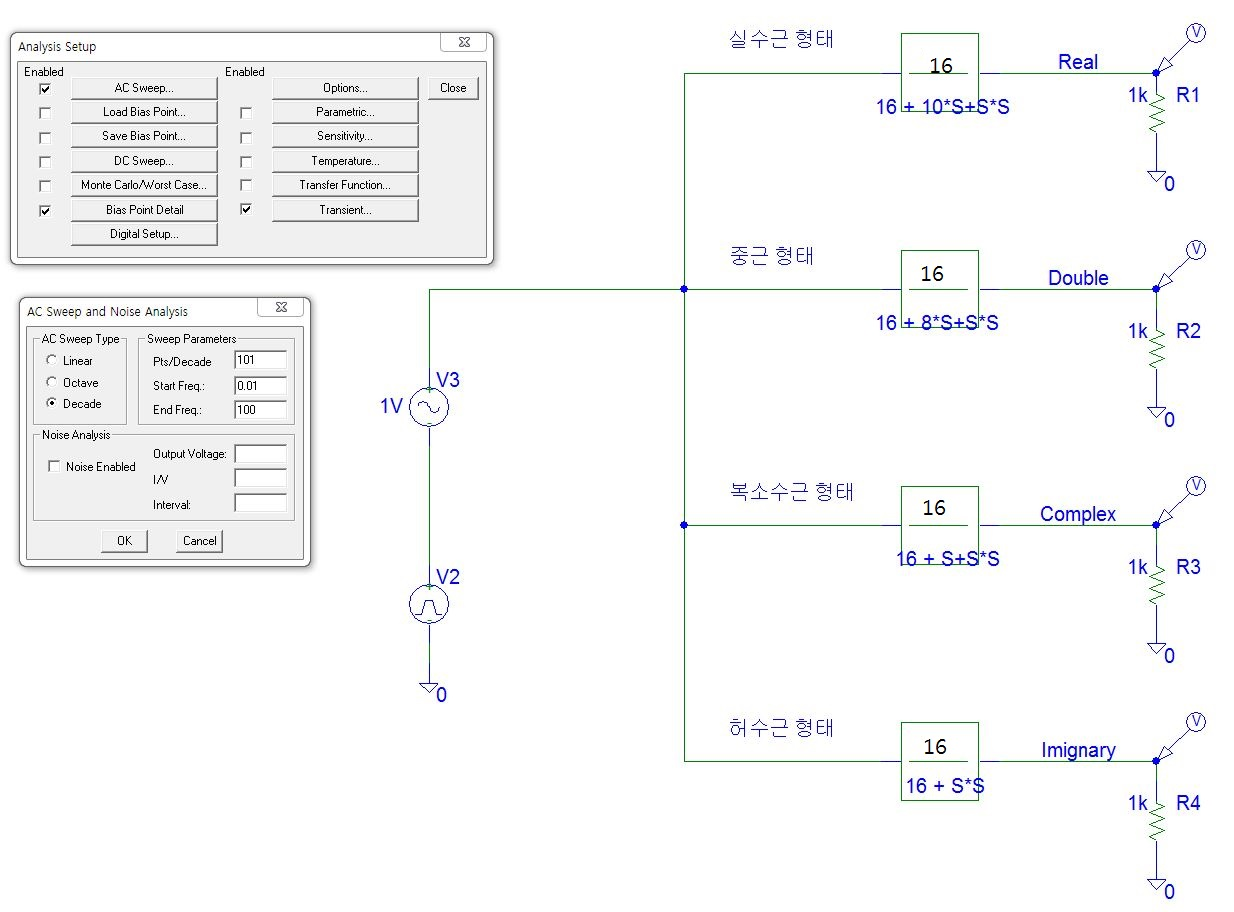 Analysis Setup
Enabled
Enabled
AC Sweep...
Options...
Close
Load Bias Point...
Parametric...
Save Bias Point...
Sensitivity...
DC Sweep...
Temperature...
Monte Carlo/Worst Case...
Transfer Function...
Bias Point Detail
Transient...
Digital Setup...
AC Sweep and Noise Analysis
AC Sweep Type
Linear
Octave
Decade
Sweep Parameters
Pts/Decade 101
Start Freq.: 0.01
End Freq.: 100
Noise Analysis
Noise Enabled
Output Voltage:
I/V
Interval:
OK
Cancel
V3
1V
V2
0
실수근 형태
16
16 + 10*S+S*S
Real
V
1k
R1
0
중근 형태
16
16 + 8*S+S*S
Double
V
1k
R2
0
복소수근 형태
16
16 + S+S*S
Complex
V
1k
R3
0
허수근 형태
16
16 + S*S
Imignary
V
1k
R4
0